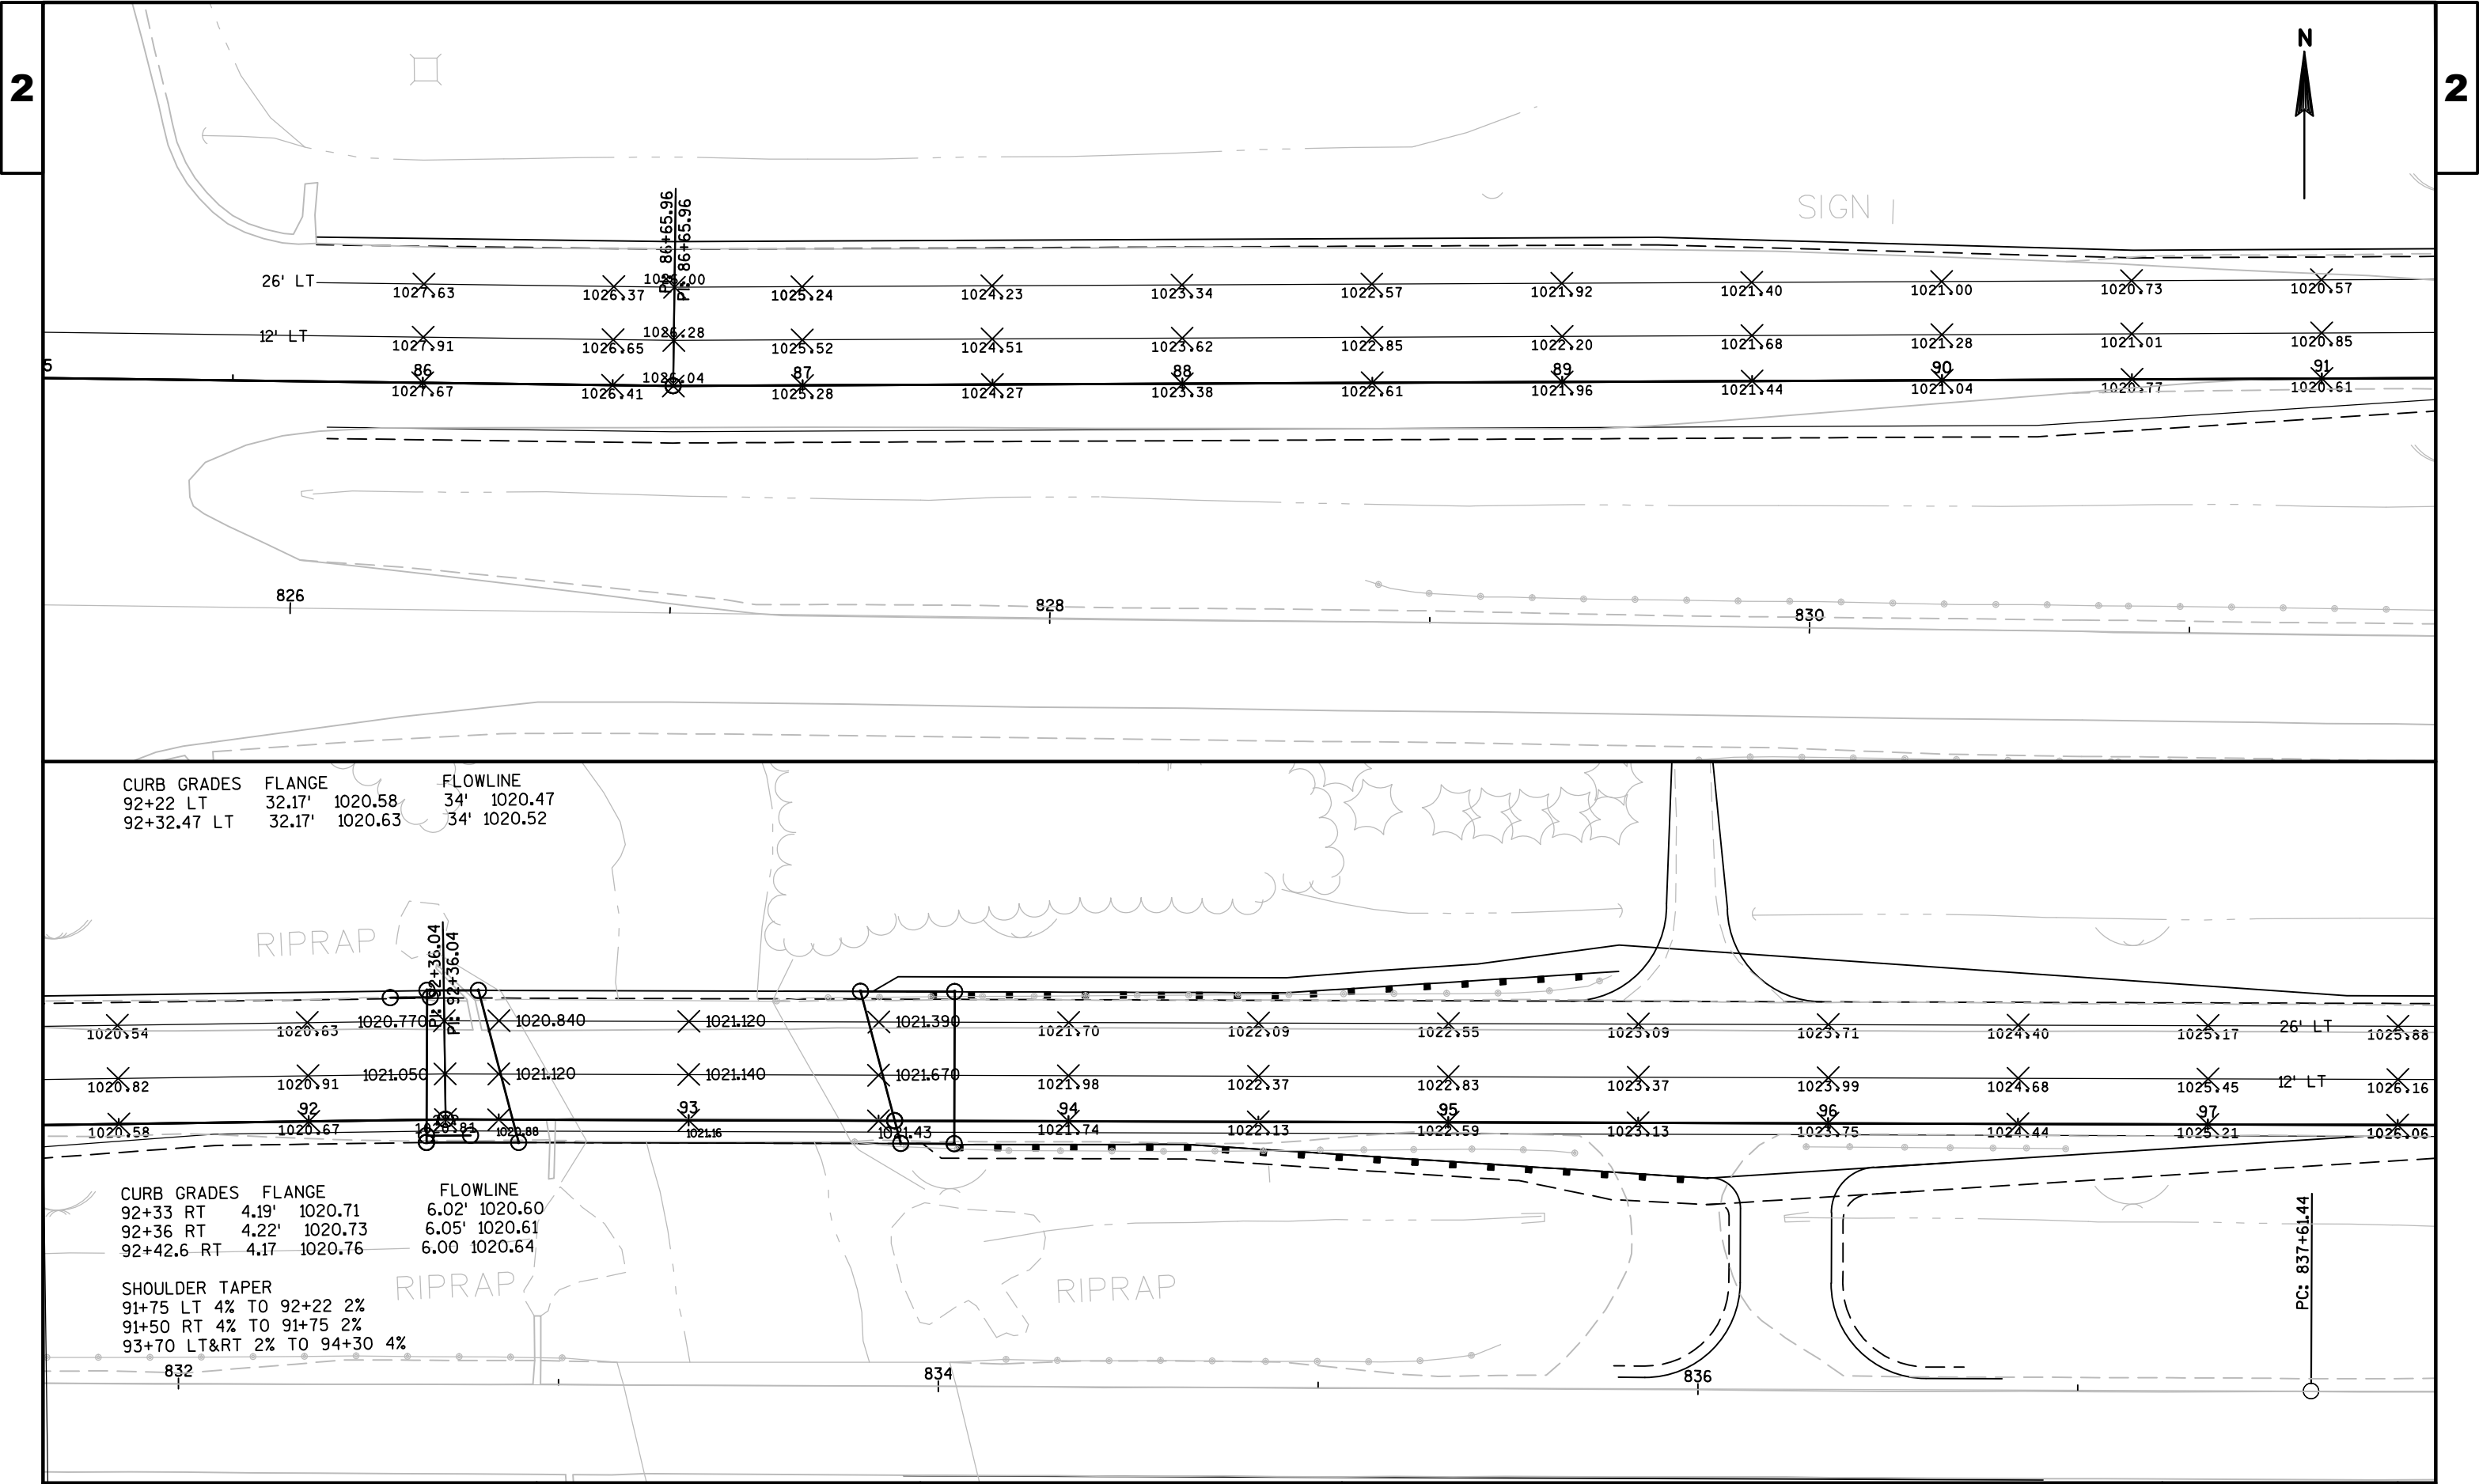 2
2
N
SIGN
PI: 86+65.96
PI: 86+65.96
26' LT
1027.63 1026.37 1026.00 1025.24 1024.23 1023.34 1022.57 1021.92 1021.40 1021.00 1020.73 1020.57
12' LT
1027.91 1026.65 1026.28 1025.52 1024.51 1023.62 1022.85 1022.20 1021.68 1021.28 1021.01 1020.85
5 86 87 88 89 90 91
1027.67 1026.41 1026.04 1025.28 1024.27 1023.38 1022.61 1021.96 1021.44 1021.04 1020.77 1020.61
826 828 830
CURB GRADES FLANGE FLOWLINE
92+22 LT 32.17' 1020.58 34' 1020.47
92+32.47 LT 32.17' 1020.63 34' 1020.52
RIPRAP
PI: 92+36.04
PI: 92+36.04
1020.54 1020.63 1020.770 1020.840 1021.120 1021.390 1021.70 1022.09 1022.55 1023.09 1023.71 1024.40 1025.17 26' LT 1025.88
1020.82 1020.91 1021.050 1021.120 1021.140 1021.670 1021.98 1022.37 1022.83 1023.37 1023.99 1024.68 1025.45 12' LT 1026.16
92 93 94 95 96 97
1020.58 1020.67 1020.81 1020.88 1021.16 1021.43 1021.74 1022.13 1022.59 1023.13 1023.75 1024.44 1025.21 1026.06
CURB GRADES FLANGE FLOWLINE
92+33 RT 4.19' 1020.71 6.02' 1020.60
92+36 RT 4.22' 1020.73 6.05' 1020.61
92+42.6 RT 4.17 1020.76 6.00 1020.64
RIPRAP
RIPRAP
SHOULDER TAPER
91+75 LT 4% TO 92+22 2%
91+50 RT 4% TO 91+75 2%
93+70 LT&RT 2% TO 94+30 4%
PC: 837+61.44
832 834 836